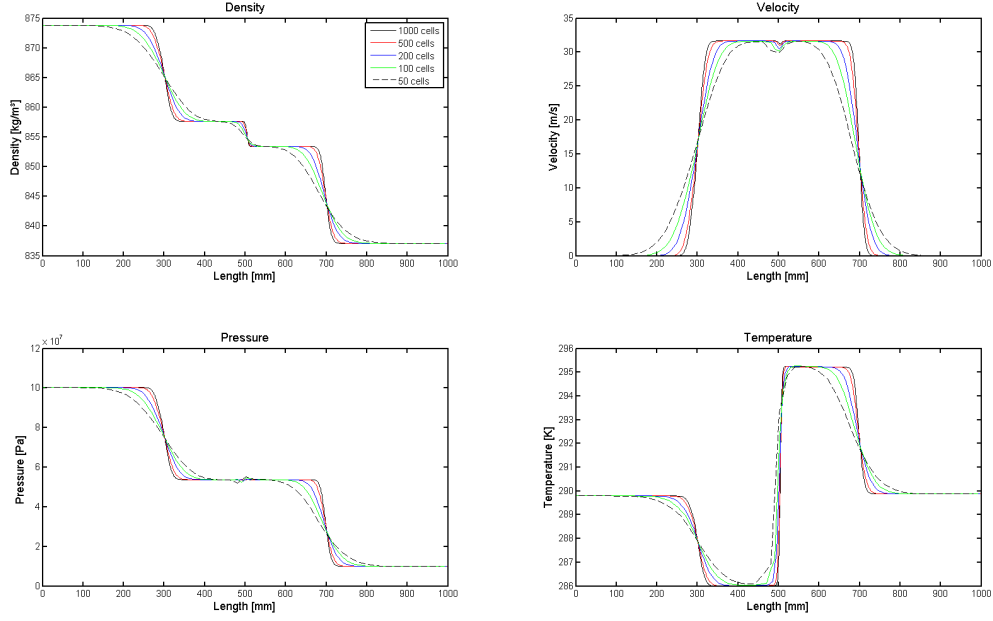 Density
875
870
865
860
855
850
845
840
835
Density [kg/m³]
1000 cells
500 cells
200 cells
100 cells
50 cells
0 100 200 300 400 500 600 700 800 900 1000
Length [mm]
Velocity
35
30
25
20
15
10
5
0
Velocity [m/s]
0 100 200 300 400 500 600 700 800 900 1000
Length [mm]
Pressure
x 10⁷
12
10
8
6
4
2
0
Pressure [Pa]
0 100 200 300 400 500 600 700 800 900 1000
Length [mm]
Temperature
296
295
294
293
292
291
290
289
288
287
286
Temperature [K]
0 100 200 300 400 500 600 700 800 900 1000
Length [mm]